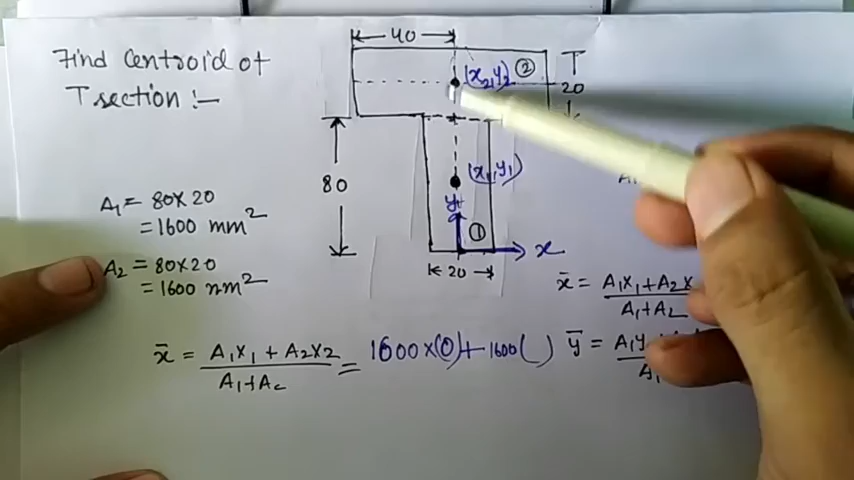 Find Centroid of
T section :-
40
(x2,y2)
②
20
80
(x1,y1)
y
①
x
20
A1 = 80×20
= 1600 mm²
A2 = 80×20
= 1600 mm²
x̄ = A1x1 + A2x
A1+A2
x̄ = A1x1 + A2x2 = 1600×(0)+1600( )
A1+A2
ȳ = A1y
A1